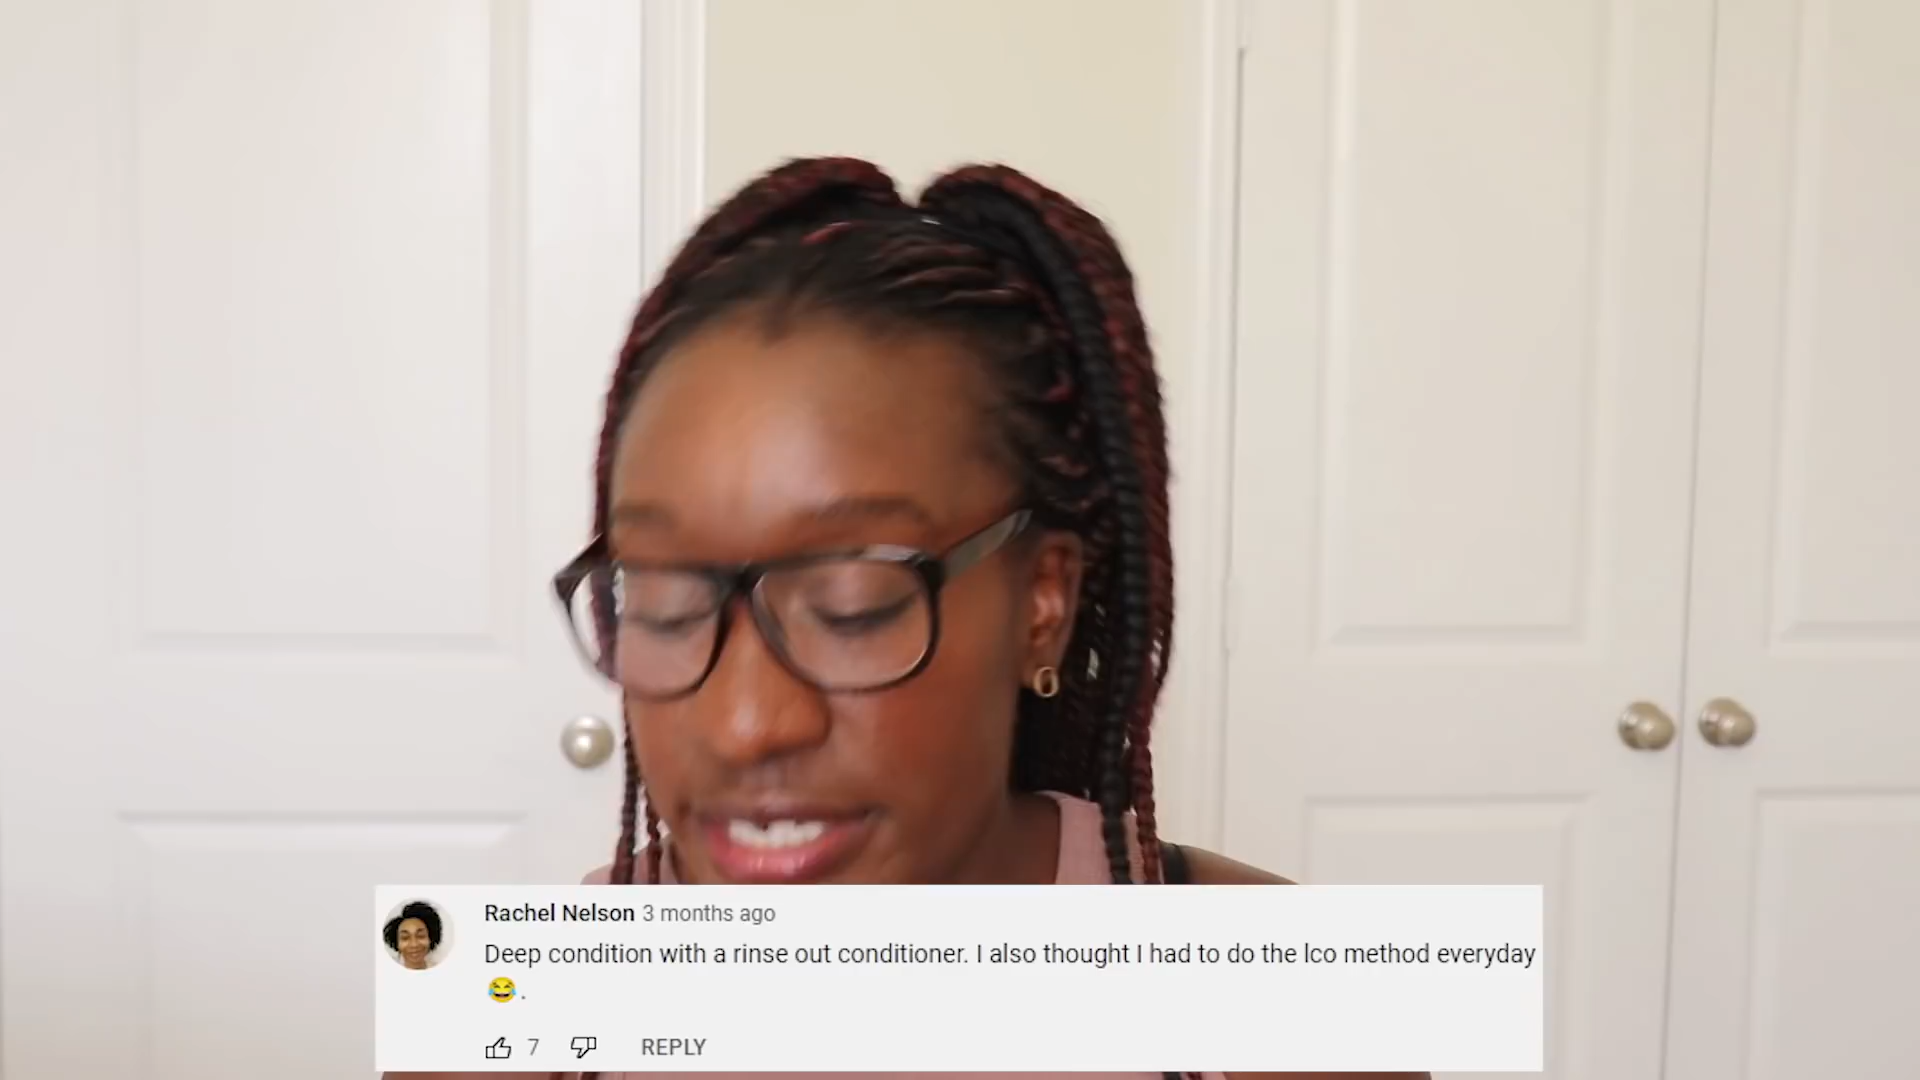 Rachel Nelson 3 months ago
Deep condition with a rinse out conditioner. I also thought I had to do the lco method everyday
😂.
7 REPLY